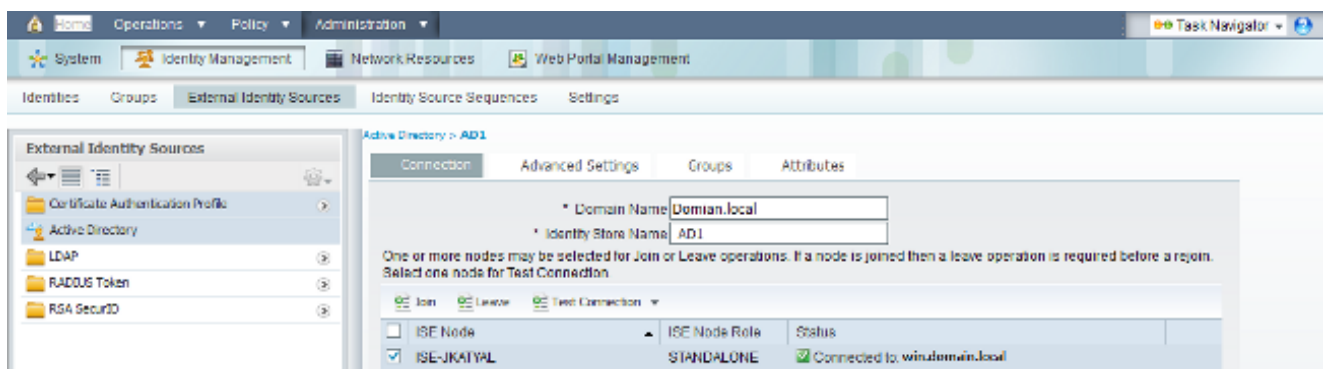 Home Operations Policy Administration Task Navigator
System Identity Management Network Resources Web Portal Management
Identities Groups External Identity Sources Identity Source Sequences Settings
External Identity Sources
Certificate Authentication Profile
Active Directory
LDAP
RADIUS Token
RSA SecurID
Active Directory > AD1
Connection Advanced Settings Groups Attributes
* Domain Name Domian.local
* Identity Store Name AD1
One or more nodes may be selected for Join or Leave operations. If a node is joined then a leave operation is required before a rejoin.
Select one node for Test Connection
Join Leave Test Connection
ISE Node ISE Node Role Status
ISE-JKATYAL STANDALONE Connected to: win.domain.local